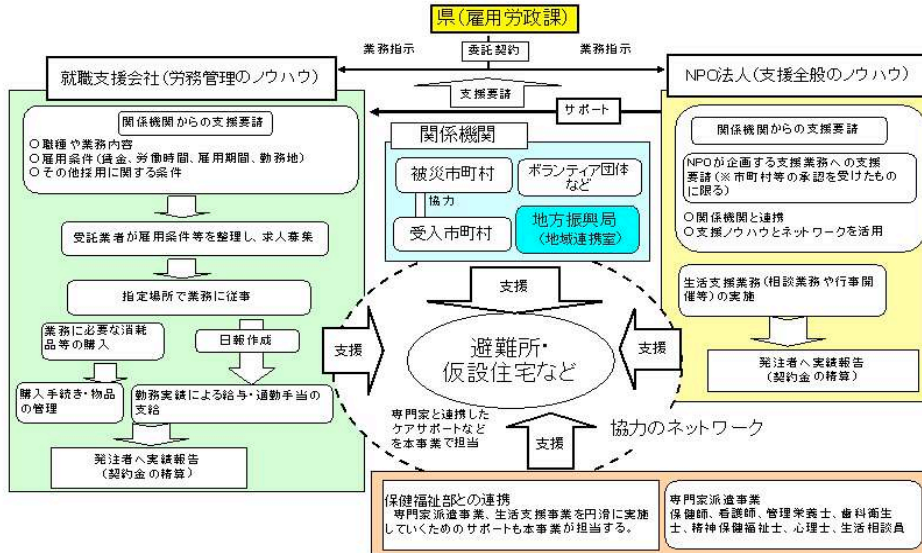 県(雇用労政課)
業務指示
委託契約
業務指示
就職支援会社(労務管理のノウハウ)
NPO法人(支援全般のノウハウ)
支援要請
サポート
関係機関からの支援要請
○職種や業務内容
○雇用条件(賃金、労働時間、雇用期間、勤務地)
○その他採用に関する条件
受託業者が雇用条件等を整理し、求人募集
指定場所で業務に従事
業務に必要な消耗
品等の購入
日報作成
購入手続き・物品
の管理
勤務実績による給与・通勤手当の
支給
発注者へ実績報告
(契約金の精算)
関係機関
被災市町村
ボランティア団体
など
協力
受入市町村
地方振興局
(地域連携室)
関係機関からの支援要請
NPOが企画する支援業務への支援
要請(※市町村等の承認を受けたもの
に限る)
○関係機関と連携
○支援ノウハウとネットワークを活用
生活支援業務(相談業務や行事開
催等)の実施
発注者へ実績報告
(契約金の精算)
支援
支援
支援
避難所・
仮設住宅など
専門家と連携した
ケアサポートなど
を本事業で担当
支援
協力のネットワーク
保健福祉部との連携
専門家派遣事業、生活支援事業を円滑に実施
していくためのサポートも本事業が担当する。
専門家派遣事業
保健師、看護師、管理栄養士、歯科衛生
士、精神保健福祉士、心理士、生活相談員